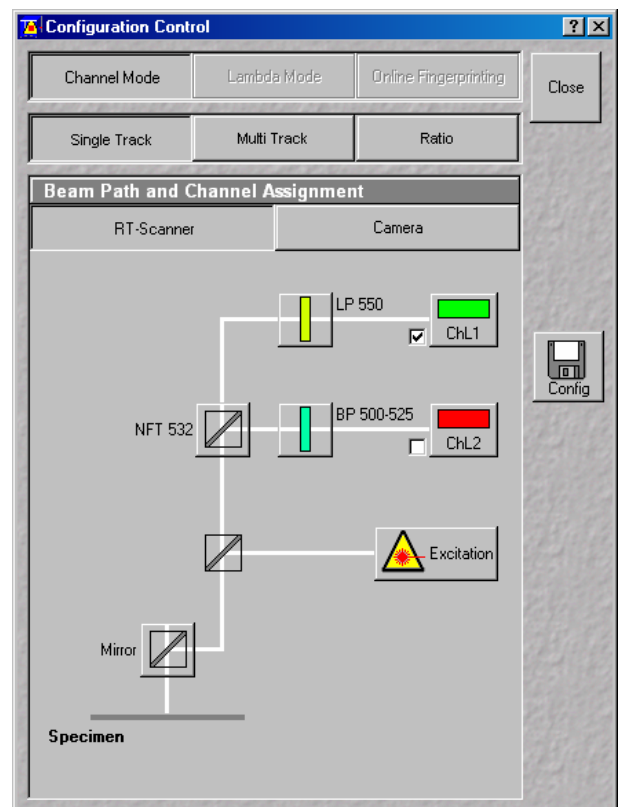 Configuration Control
Channel Mode
Lambda Mode
Online Fingerprinting
Close
Single Track
Multi Track
Ratio
Beam Path and Channel Assignment
RT-Scanner
Camera
LP 550
ChL1
Config
NFT 532
BP 500-525
ChL2
Excitation
Mirror
Specimen